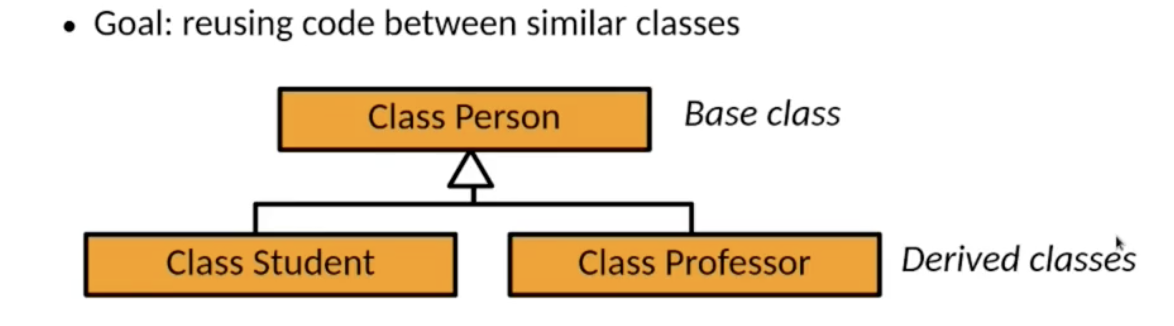 • Goal: reusing code between similar classes
Class Person
Base class
Class Student
Class Professor
Derived classes